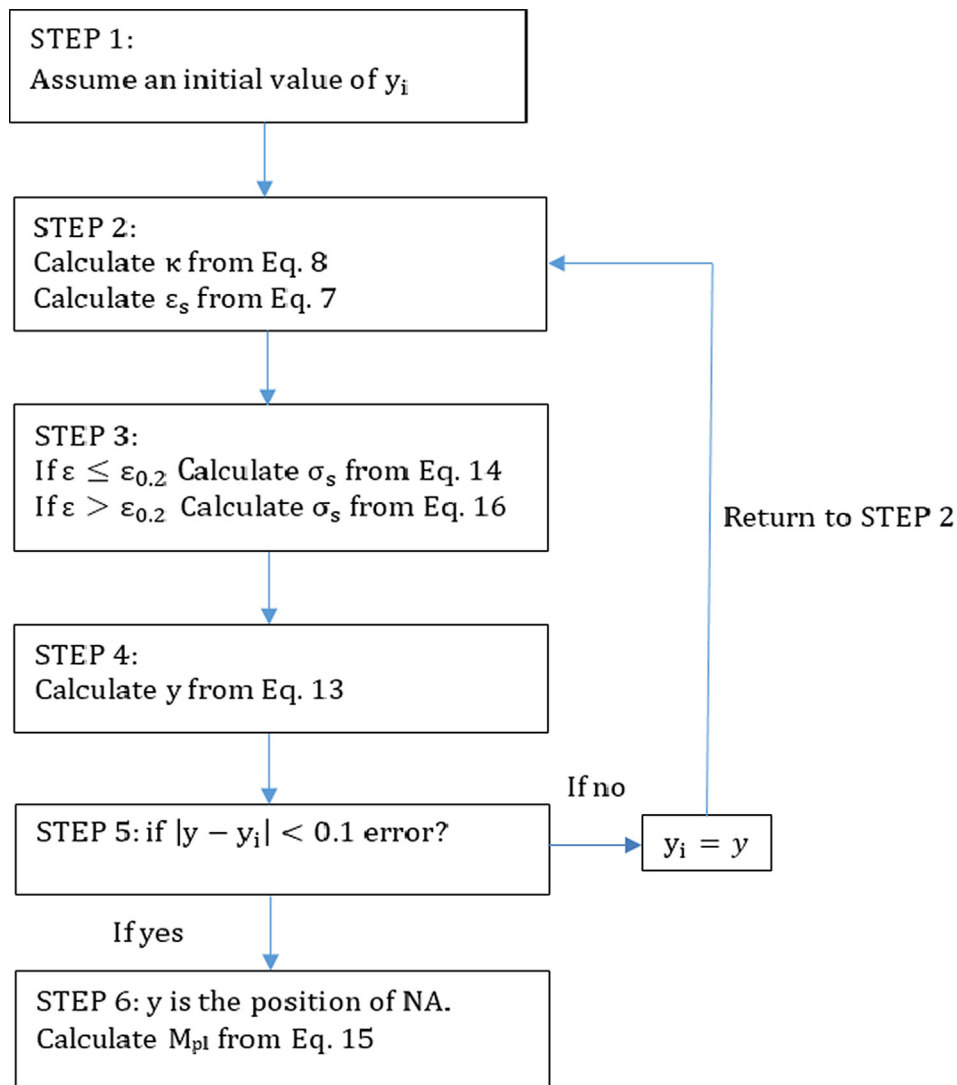 STEP 1:
Assume an initial value of yᵢ
STEP 2:
Calculate κ from Eq. 8
Calculate εₛ from Eq. 7
STEP 3:
If ε ≤ ε₀.₂ Calculate σₛ from Eq. 14
If ε > ε₀.₂ Calculate σₛ from Eq. 16
Return to STEP 2
STEP 4:
Calculate y from Eq. 13
If no
STEP 5: if |y − yᵢ| < 0.1 error?
yᵢ = y
If yes
STEP 6: y is the position of NA.
Calculate Mₚₗ from Eq. 15